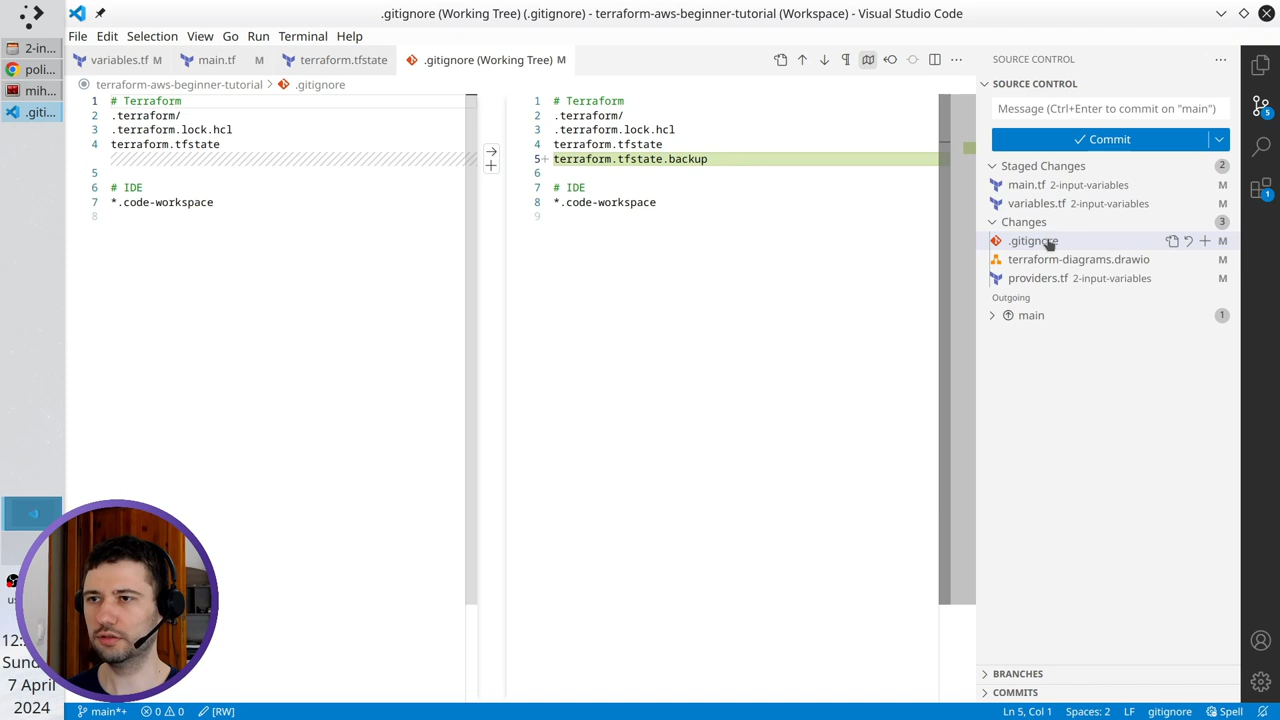 .gitignore (Working Tree) (.gitignore) - terraform-aws-beginner-tutorial (Workspace) - Visual Studio Code
File Edit Selection View Go Run Terminal Help
2-in...
poli...
mih...
.giti...
variables.tf M
main.tf M
terraform.tfstate
.gitignore (Working Tree) M
terraform-aws-beginner-tutorial > .gitignore
1 # Terraform
2 .terraform/
3 .terraform.lock.hcl
4 terraform.tfstate
5
6 # IDE
7 *.code-workspace
8
1 # Terraform
2 .terraform/
3 .terraform.lock.hcl
4 terraform.tfstate
5+ terraform.tfstate.backup
6
7 # IDE
8 *.code-workspace
9
SOURCE CONTROL
SOURCE CONTROL
Message (Ctrl+Enter to commit on "main")
Commit
Staged Changes 2
main.tf 2-input-variables M
variables.tf 2-input-variables M
Changes 3
.gitignore M
terraform-diagrams.drawio M
providers.tf 2-input-variables M
Outgoing
main 1
BRANCHES
COMMITS
5
1
Sund
7 April
2024
main*+ 0 0 [RW]
Ln 5, Col 1 Spaces: 2 LF gitignore Spell